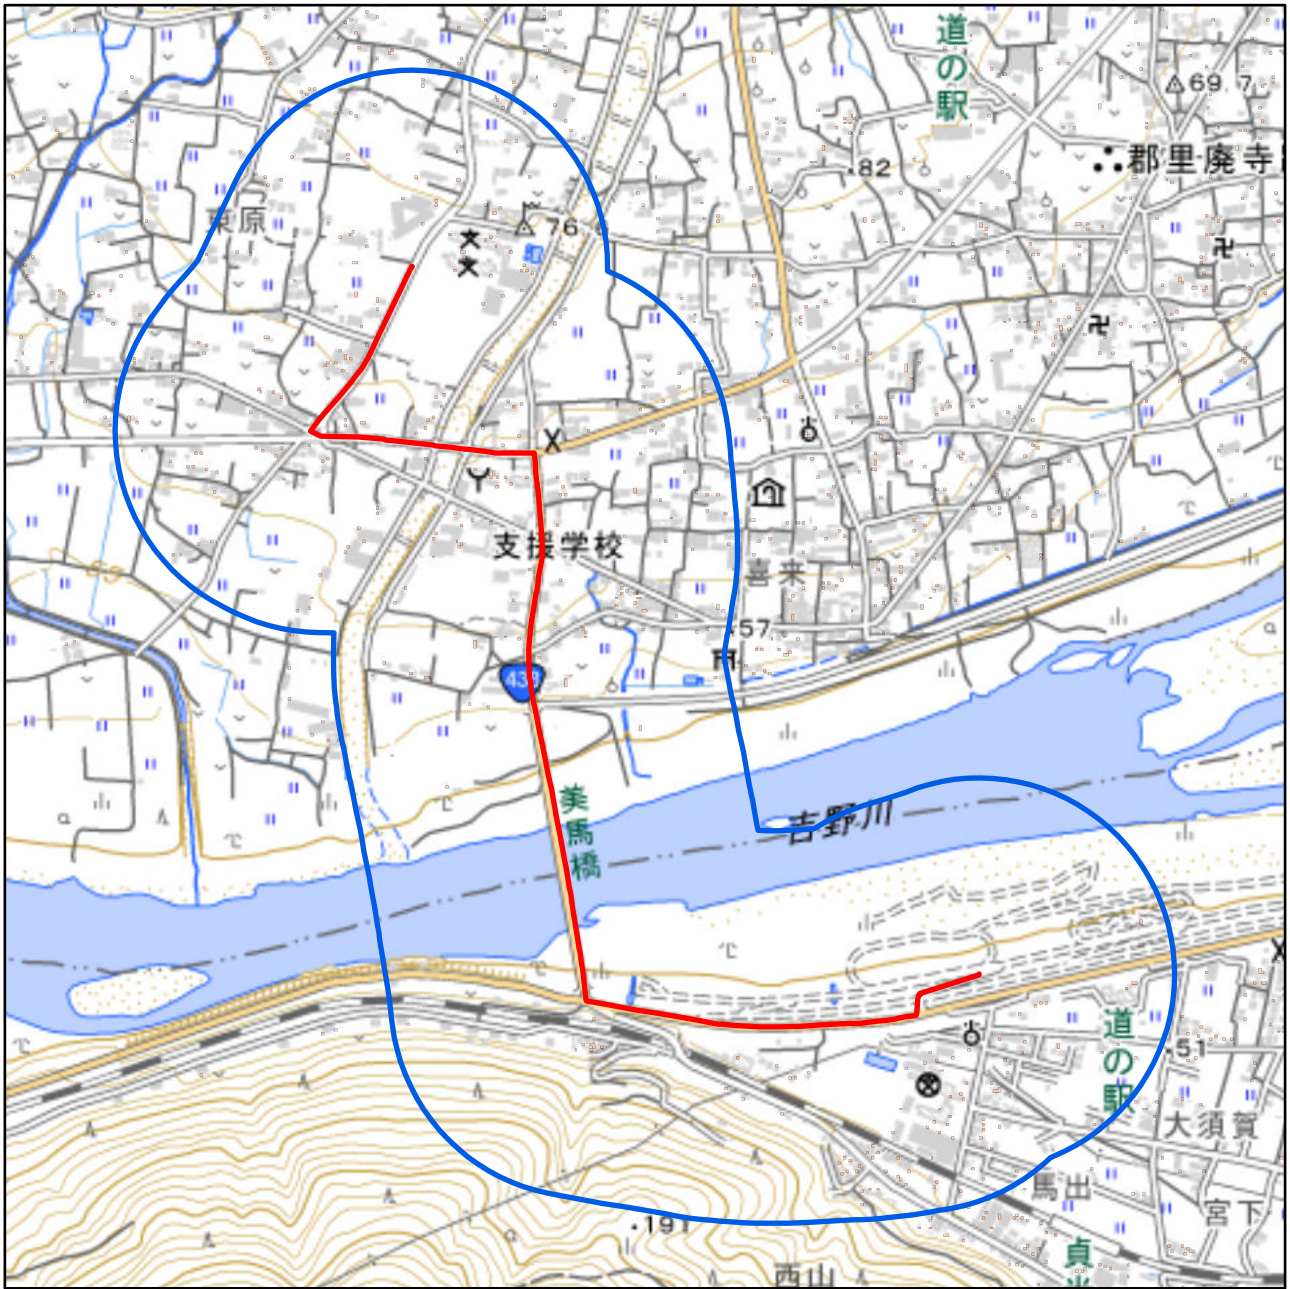 道の駅
69.7
郡里廃寺
82
東原
76
支援学校
喜来
57
438
美馬橋
吉野川
道の駅
51
大須賀
馬出
宮下
191
西山